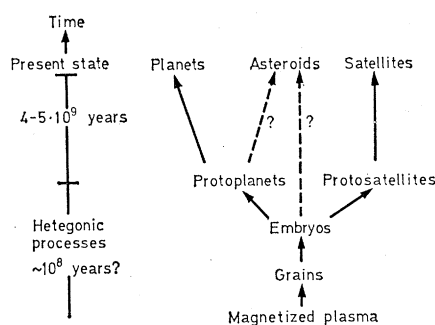 Time
Present state
Planets
Asteroids
Satellites
4-5·10⁹ years
?
?
Protoplanets
Protosatellites
Hetegonic
processes
~10⁸ years?
Embryos
Grains
Magnetized plasma